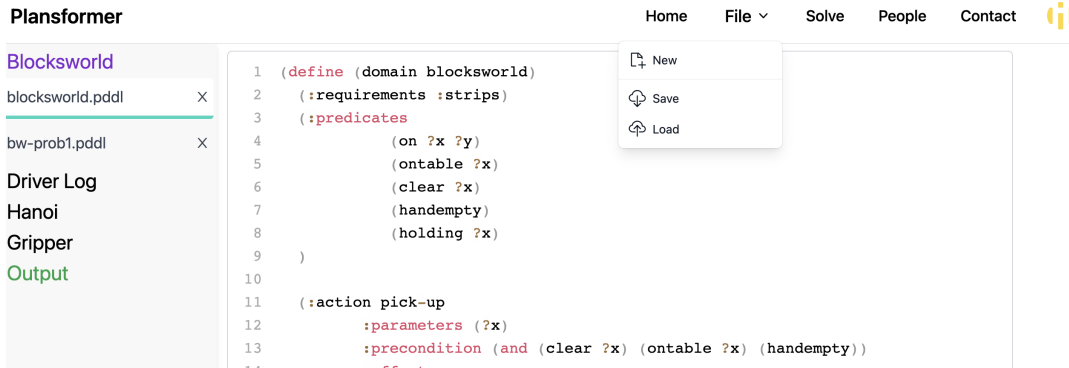 Plansformer
Home File Solve People Contact
New
Save
Load
Blocksworld
blocksworld.pddl X
bw-prob1.pddl X
Driver Log
Hanoi
Gripper
Output
1 (define (domain blocksworld)
2 (:requirements :strips)
3 (:predicates
4 (on ?x ?y)
5 (ontable ?x)
6 (clear ?x)
7 (handempty)
8 (holding ?x)
9 )
10
11 (:action pick-up
12 :parameters (?x)
13 :precondition (and (clear ?x) (ontable ?x) (handempty))